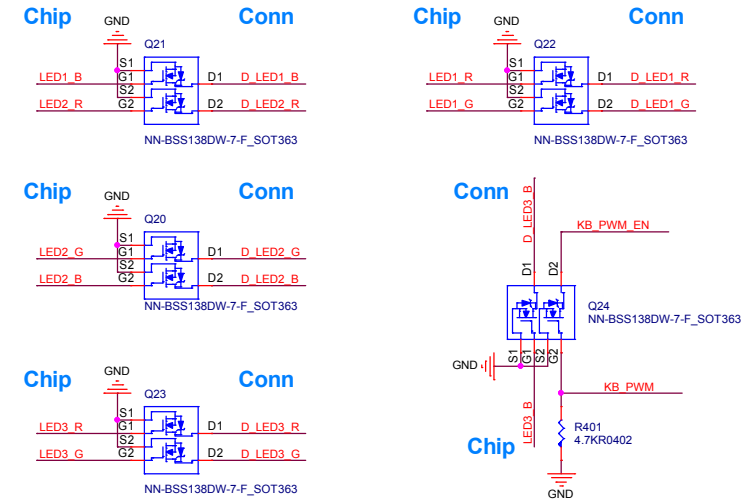 Chip
GND
Conn
Q21
S1
LED1_B
G1
D1
D_LED1_B
S2
LED2_R
G2
D2
D_LED2_R
NN-BSS138DW-7-F_SOT363
Chip
GND
Conn
Q22
S1
LED1_R
G1
D1
D_LED1_R
S2
LED1_G
G2
D2
D_LED1_G
NN-BSS138DW-7-F_SOT363
Chip
GND
Conn
Q20
S1
LED2_G
G1
D1
D_LED2_G
S2
LED2_B
G2
D2
D_LED2_B
NN-BSS138DW-7-F_SOT363
Conn
D_LED3_B
KB_PWM_EN
D1
D2
Q24
NN-BSS138DW-7-F_SOT363
GND
S1
G1
S2
G2
KB_PWM
LED3_B
Chip
R401
4.7KR0402
GND
Chip
GND
Conn
Q23
S1
LED3_R
G1
D1
D_LED3_R
S2
LED3_G
G2
D2
D_LED3_G
NN-BSS138DW-7-F_SOT363